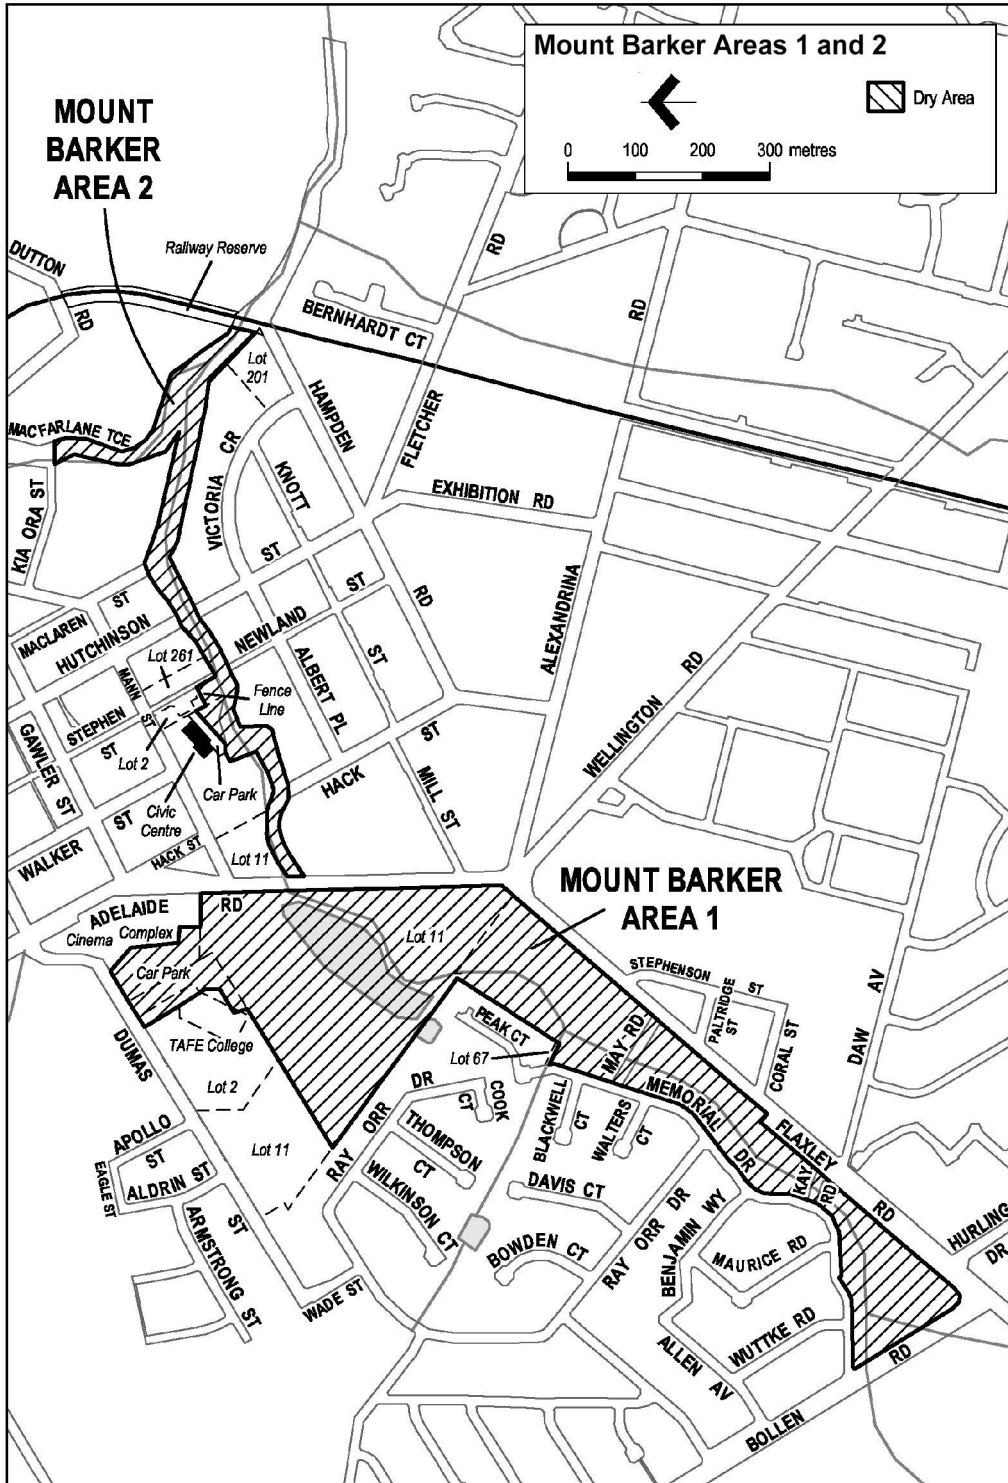 Mount Barker Areas 1 and 2
Dry Area
0 100 200 300 metres
MOUNT
BARKER
AREA 2
DUTTON
RD
Railway Reserve
BERNHARDT CT
RD
RD
Lot
201
HAMPDEN
FLETCHER
MACFARLANE TCE
VICTORIA CR
KNOTT
EXHIBITION RD
KIA ORA ST
ST
ST
RD
MACLAREN ST
HUTCHINSON
NEWLAND
ALEXANDRINA
Lot 261
MANN ST
ALBERT PL
ST
WELLINGTON RD
Fence
Line
STEPHEN
ST
GAWLER ST
Lot 2
Car Park
Civic
Centre
HACK
ST
MILL ST
WALKER
ST
HACK ST
Lot 11
MOUNT BARKER
AREA 1
ADELAIDE RD
Cinema Complex
Lot 11
Car Park
STEPHENSON ST
PALTRIDGE
ST
CORAL ST
DAW AV
DUMAS
TAFE College
PEAK CT
MAY RD
Lot 67
Lot 2
DR
COOK
CT
BLACKWELL
CT
WALTERS
CT
MEMORIAL
DR
FLAXLEY
RD
APOLLO
ST
Lot 11
RAY ORR
THOMPSON
CT
KAY
RD
EAGLE ST
ALDRIN ST
WILKINSON CT
DAVIS CT
HURLING
DR
ARMSTRONG ST
ST
BOWDEN CT
RAY ORR DR
BENJAMIN WY
MAURICE RD
WADE ST
WUTTKE RD
ALLEN AV
BOLLEN
RD